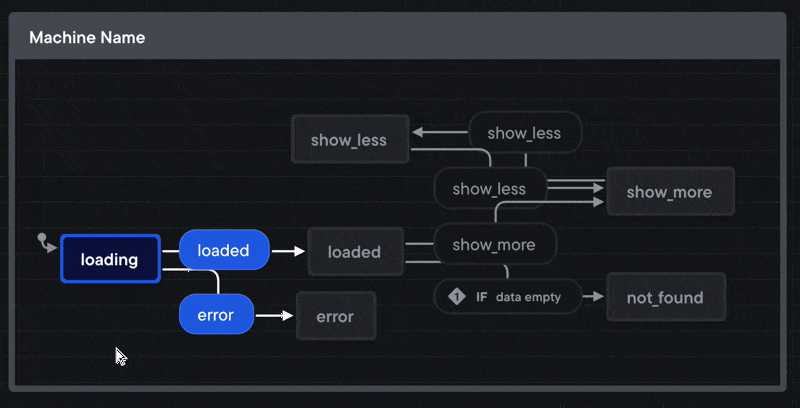 Machine Name
show_less
show_less
show_less
show_more
loading
loaded
loaded
show_more
error
error
1 IF data empty
not_found